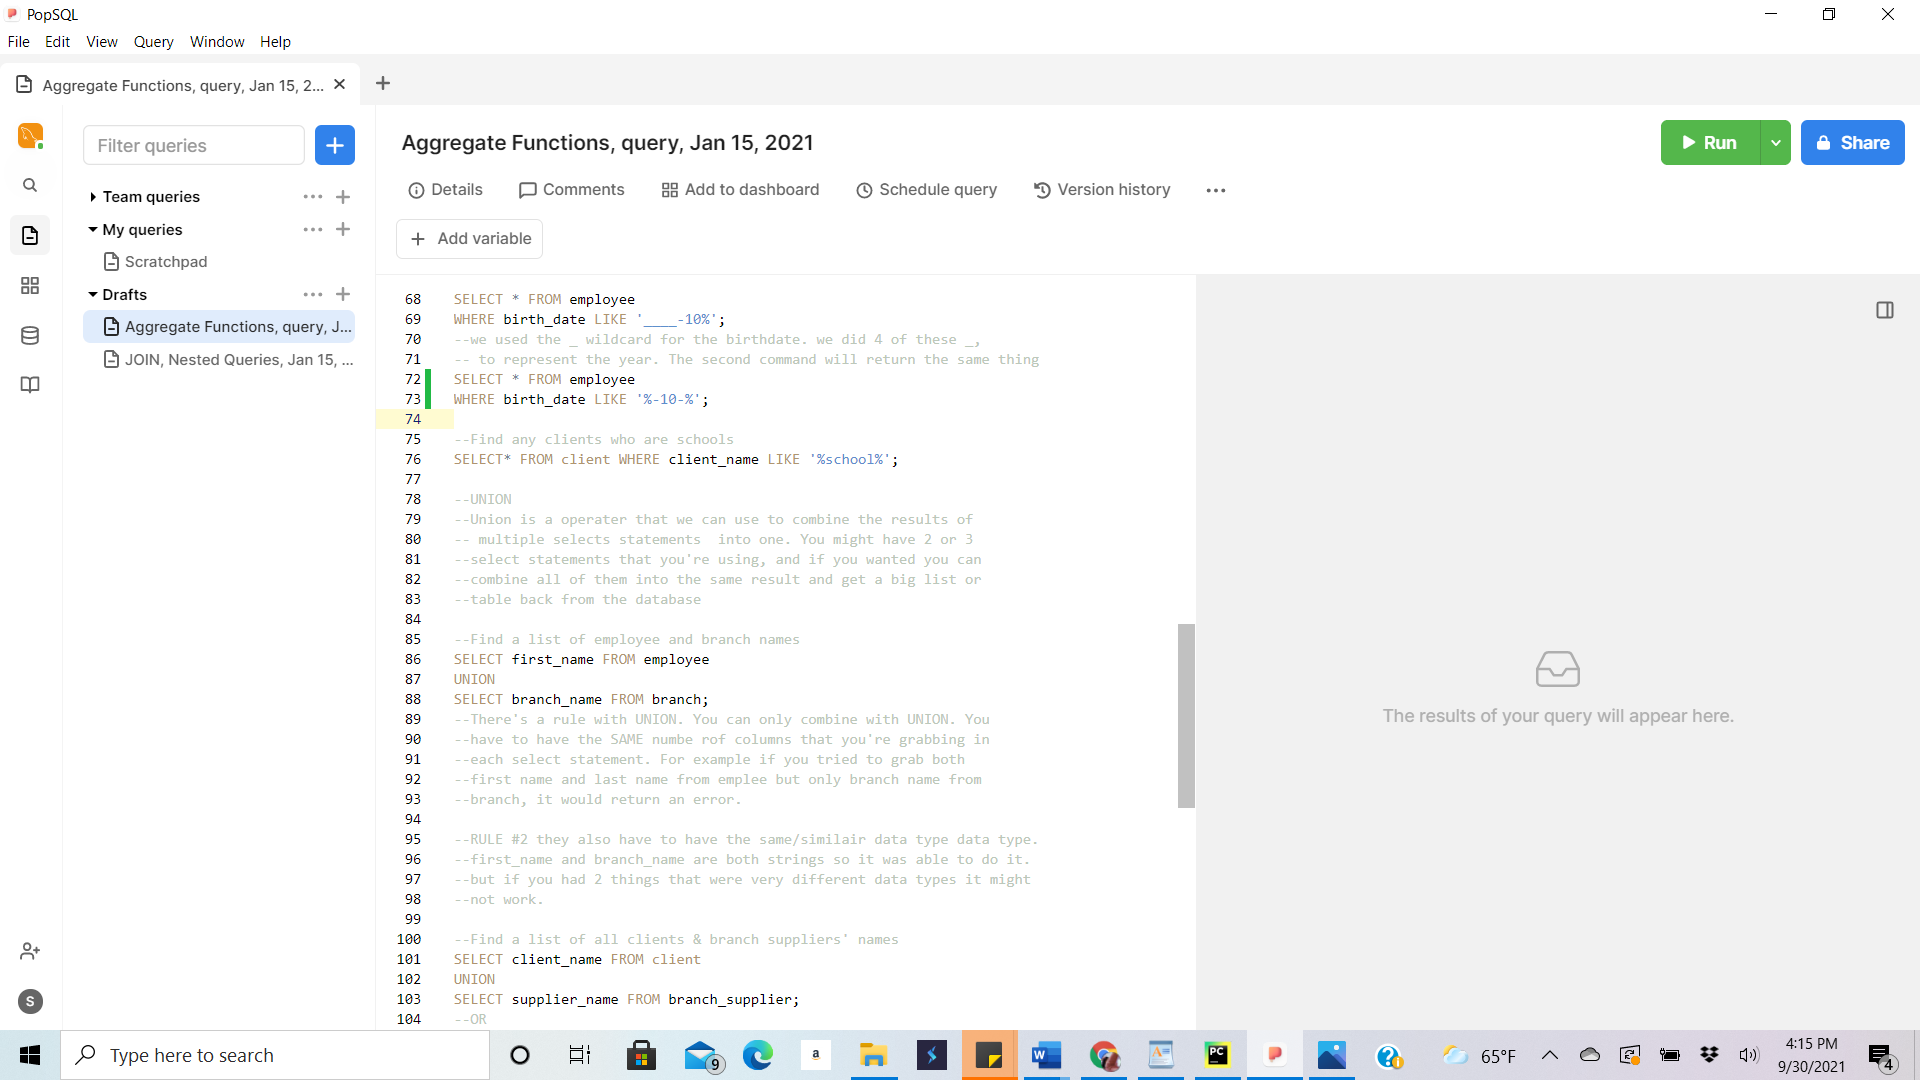 PopSQL
File Edit View Query Window Help
Aggregate Functions, query, Jan 15, 2...
Filter queries
Team queries
My queries
Scratchpad
Drafts
Aggregate Functions, query, J...
JOIN, Nested Queries, Jan 15, ...
S
Aggregate Functions, query, Jan 15, 2021
Run
Share
Details Comments Add to dashboard Schedule query Version history
Add variable
68 SELECT * FROM employee
69 WHERE birth_date LIKE '____-10%';
70 --we used the _ wildcard for the birthdate. we did 4 of these _,
71 -- to represent the year. The second command will return the same thing
72 SELECT * FROM employee
73 WHERE birth_date LIKE '%-10-%';
74
75 --Find any clients who are schools
76 SELECT* FROM client WHERE client_name LIKE '%school%';
77
78 --UNION
79 --Union is a operater that we can use to combine the results of
80 -- multiple selects statements  into one. You might have 2 or 3
81 --select statements that you're using, and if you wanted you can
82 --combine all of them into the same result and get a big list or
83 --table back from the database
84
85 --Find a list of employee and branch names
86 SELECT first_name FROM employee
87 UNION
88 SELECT branch_name FROM branch;
89 --There's a rule with UNION. You can only combine with UNION. You
90 --have to have the SAME numbe rof columns that you're grabbing in
91 --each select statement. For example if you tried to grab both
92 --first name and last name from emplee but only branch name from
93 --branch, it would return an error.
94
95 --RULE #2 they also have to have the same/similair data type data type.
96 --first_name and branch_name are both strings so it was able to do it.
97 --but if you had 2 things that were very different data types it might
98 --not work.
99
100 --Find a list of all clients & branch suppliers' names
101 SELECT client_name FROM client
102 UNION
103 SELECT supplier_name FROM branch_supplier;
104 --OR
The results of your query will appear here.
Type here to search
9
a
W
PC
65°F
4:15 PM
9/30/2021
4